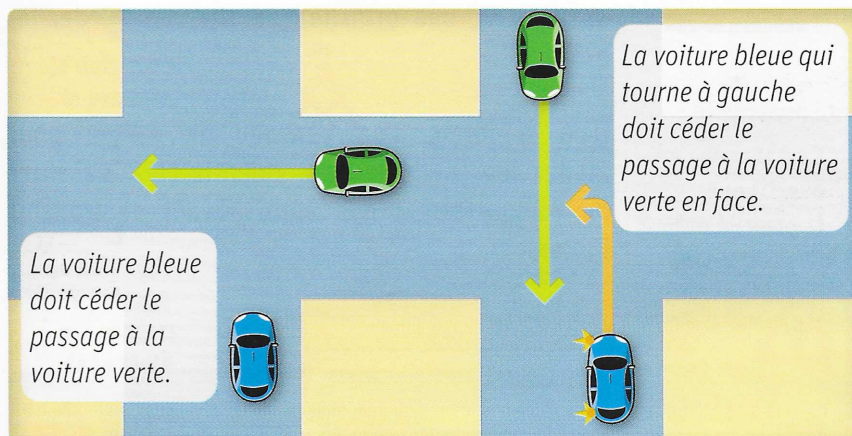 La voiture bleue
doit céder le
passage à la
voiture verte.
La voiture bleue qui
tourne à gauche
doit céder le
passage à la voiture
verte en face.